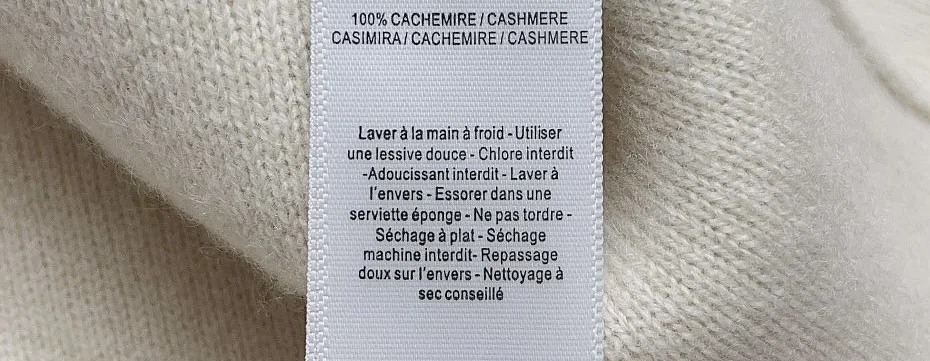 100% CACHEMIRE / CASHMERE
CASIMIRA / CACHEMIRE / CASHMERE
Laver à la main à froid - Utiliser
une lessive douce - Chlore interdit
-Adoucissant interdit - Laver à
l'envers - Essorer dans une
serviette éponge - Ne pas tordre -
Séchage à plat - Séchage
machine interdit- Repassage
doux sur l'envers - Nettoyage à
sec conseillé